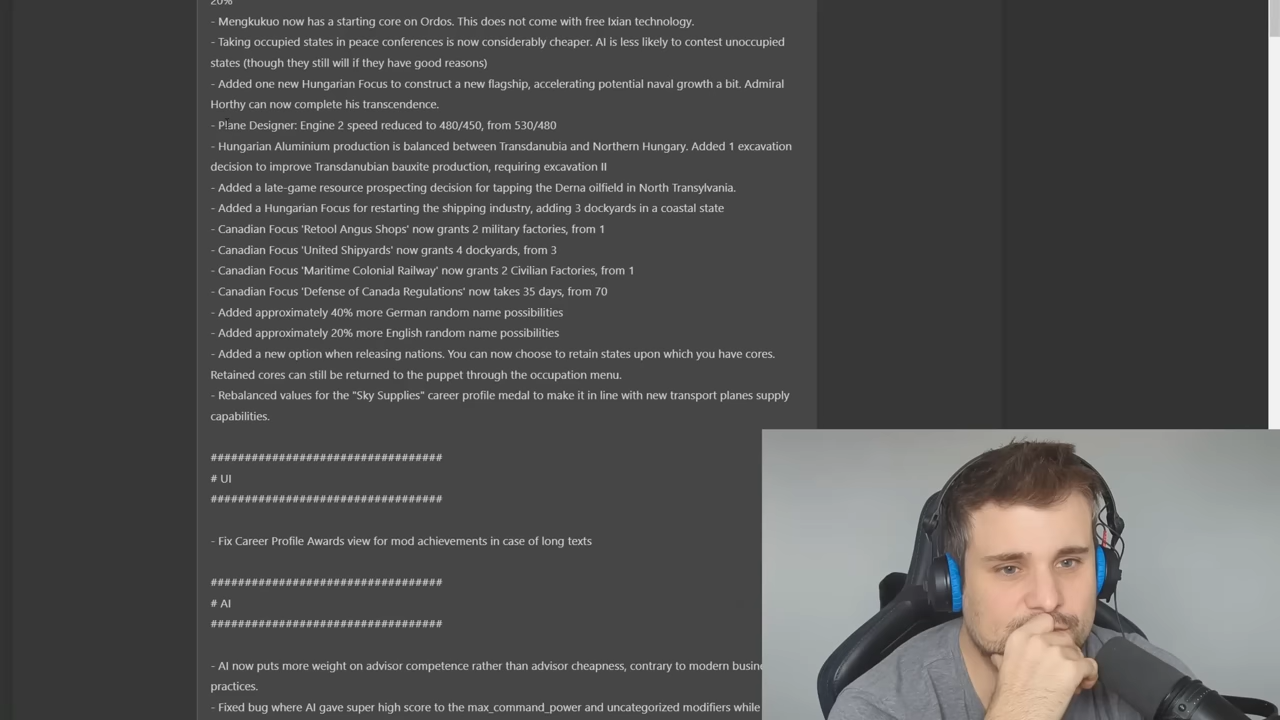 20%
- Mengkukuo now has a starting core on Ordos. This does not come with free Ixian technology.
- Taking occupied states in peace conferences is now considerably cheaper. AI is less likely to contest unoccupied
states (though they still will if they have good reasons)
- Added one new Hungarian Focus to construct a new flagship, accelerating potential naval growth a bit. Admiral
Horthy can now complete his transcendence.
- Plane Designer: Engine 2 speed reduced to 480/450, from 530/480
- Hungarian Aluminium production is balanced between Transdanubia and Northern Hungary. Added 1 excavation
decision to improve Transdanubian bauxite production, requiring excavation II
- Added a late-game resource prospecting decision for tapping the Derna oilfield in North Transylvania.
- Added a Hungarian Focus for restarting the shipping industry, adding 3 dockyards in a coastal state
- Canadian Focus 'Retool Angus Shops' now grants 2 military factories, from 1
- Canadian Focus 'United Shipyards' now grants 4 dockyards, from 3
- Canadian Focus 'Maritime Colonial Railway' now grants 2 Civilian Factories, from 1
- Canadian Focus 'Defense of Canada Regulations' now takes 35 days, from 70
- Added approximately 40% more German random name possibilities
- Added approximately 20% more English random name possibilities
- Added a new option when releasing nations. You can now choose to retain states upon which you have cores.
Retained cores can still be returned to the puppet through the occupation menu.
- Rebalanced values for the "Sky Supplies" career profile medal to make it in line with new transport planes supply
capabilities.
##################################
# UI
##################################
- Fix Career Profile Awards view for mod achievements in case of long texts
##################################
# AI
##################################
- AI now puts more weight on advisor competence rather than advisor cheapness, contrary to modern busin
practices.
- Fixed bug where AI gave super high score to the max_command_power and uncategorized modifiers while